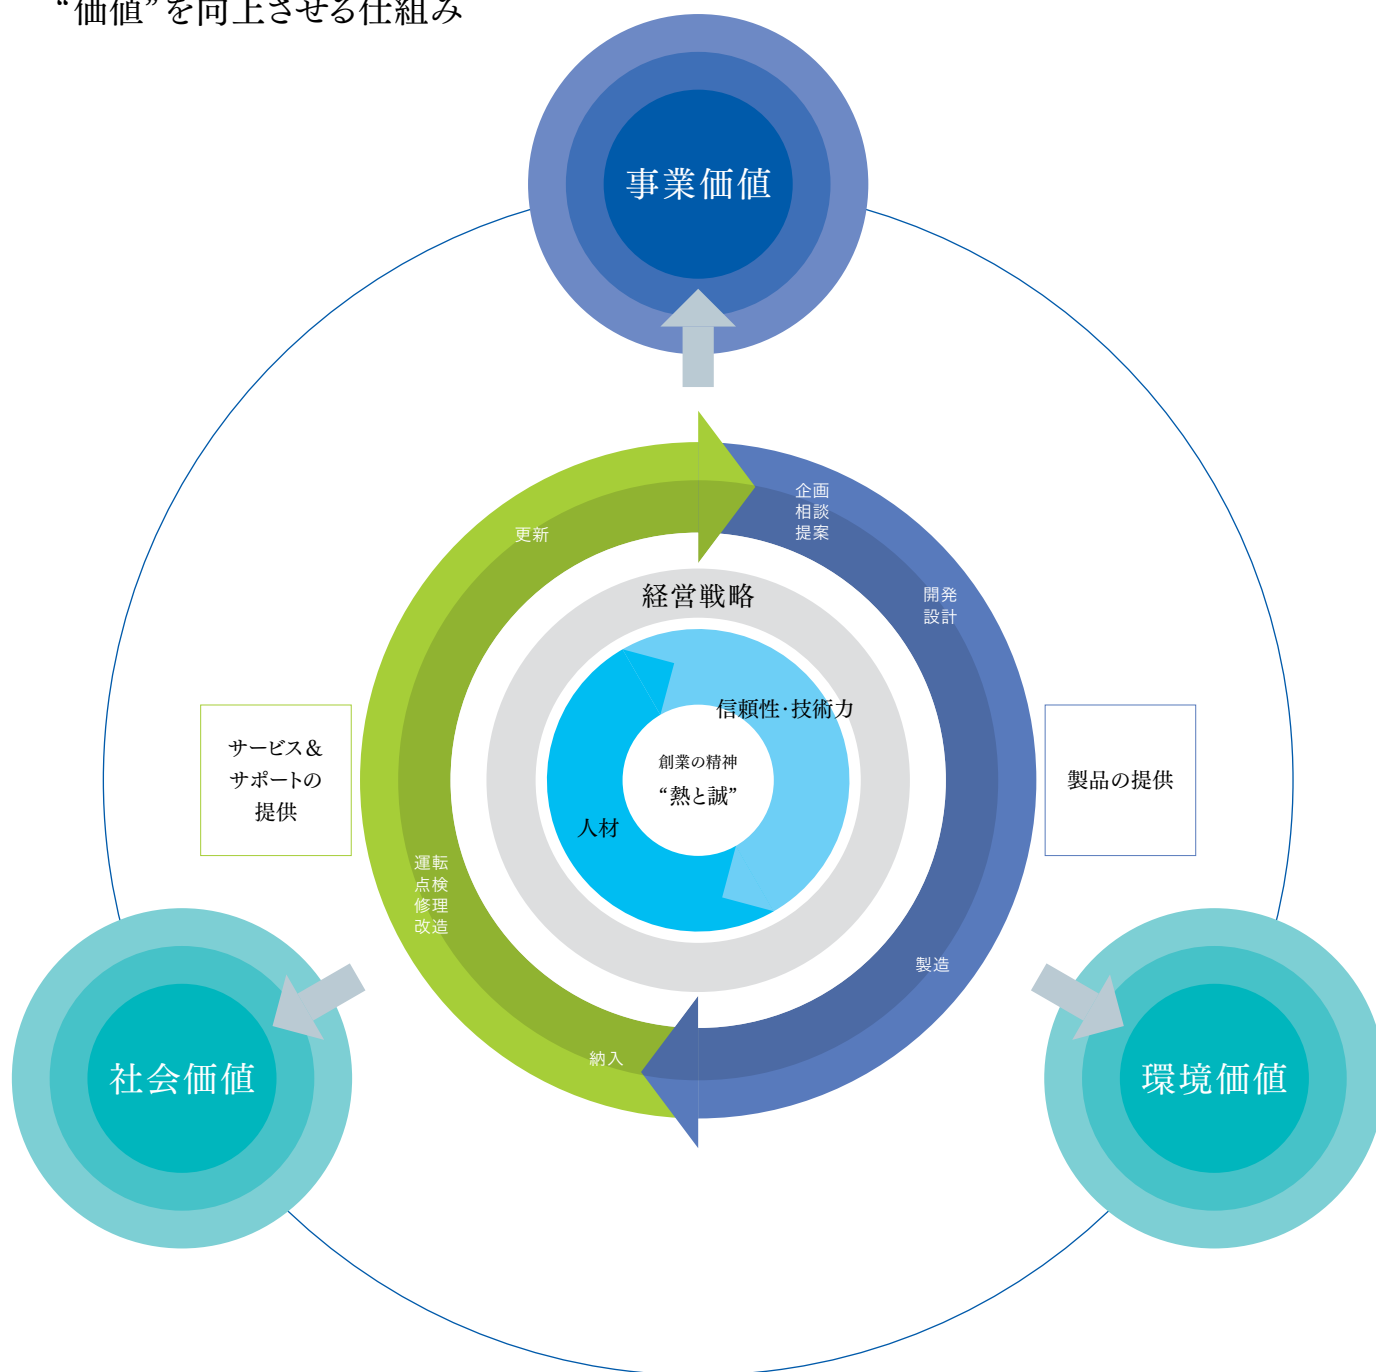 “価値”を向上させる仕組み
事業価値
企画
相談
提案
更新
開発
設計
経営戦略
信頼性・技術力
サービス＆
サポートの
提供
創業の精神
“熱と誠”
製品の提供
人材
運転
点検
修理
改造
製造
納入
社会価値
環境価値